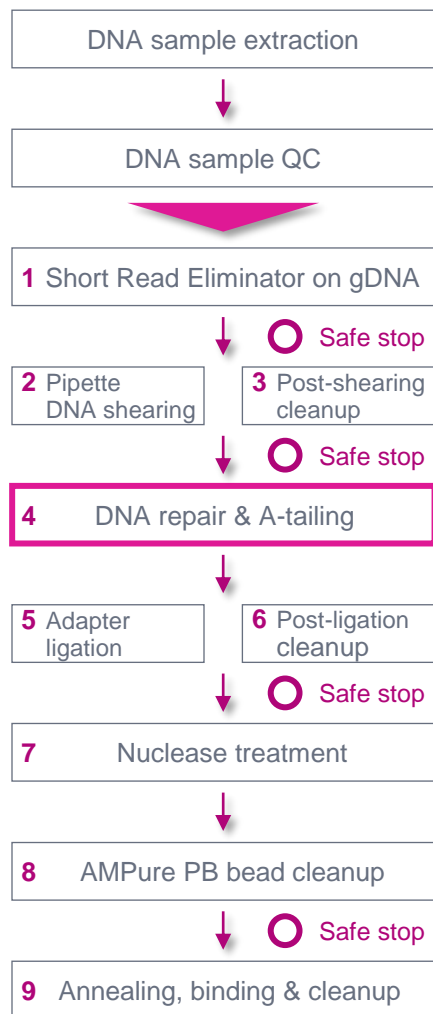 DNA sample extraction
DNA sample QC
1 Short Read Eliminator on gDNA
Safe stop
2 Pipette
DNA shearing
3 Post-shearing
cleanup
Safe stop
4 DNA repair & A-tailing
5 Adapter
ligation
6 Post-ligation
cleanup
Safe stop
7 Nuclease treatment
8 AMPure PB bead cleanup
Safe stop
9 Annealing, binding & cleanup